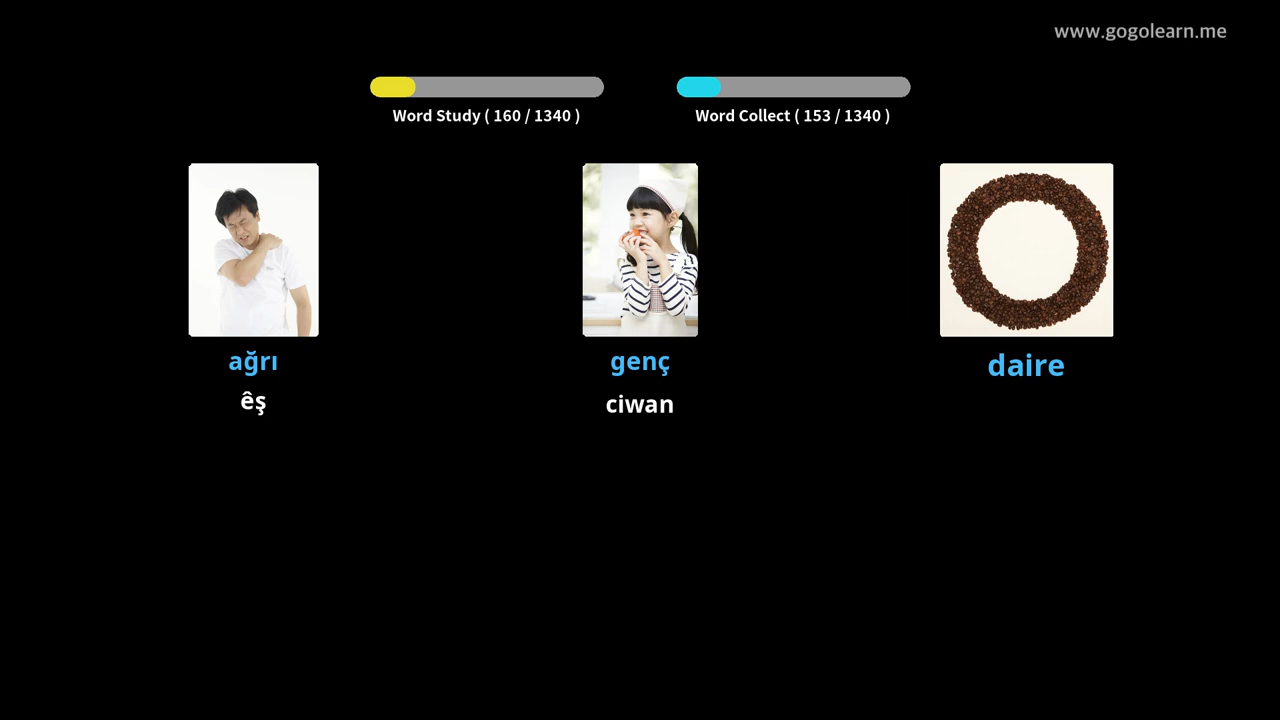 www.gogolearn.me
Word Study ( 160 / 1340 )
Word Collect ( 153 / 1340 )
ağrı
êş
genç
ciwan
daire